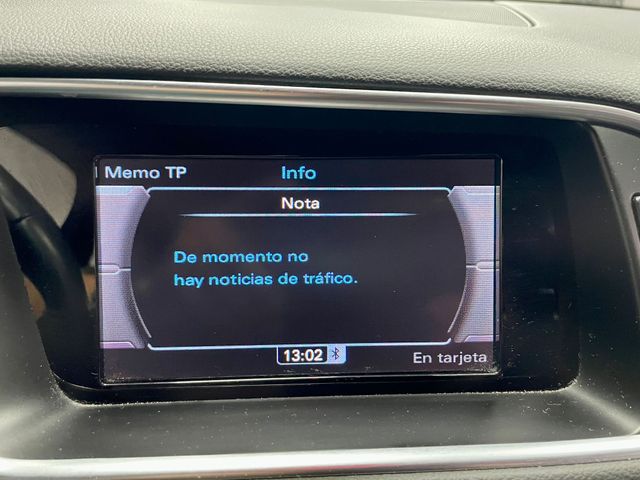 Memo TP
Info
Nota
De momento no
hay noticias de tráfico.
13:02
En tarjeta